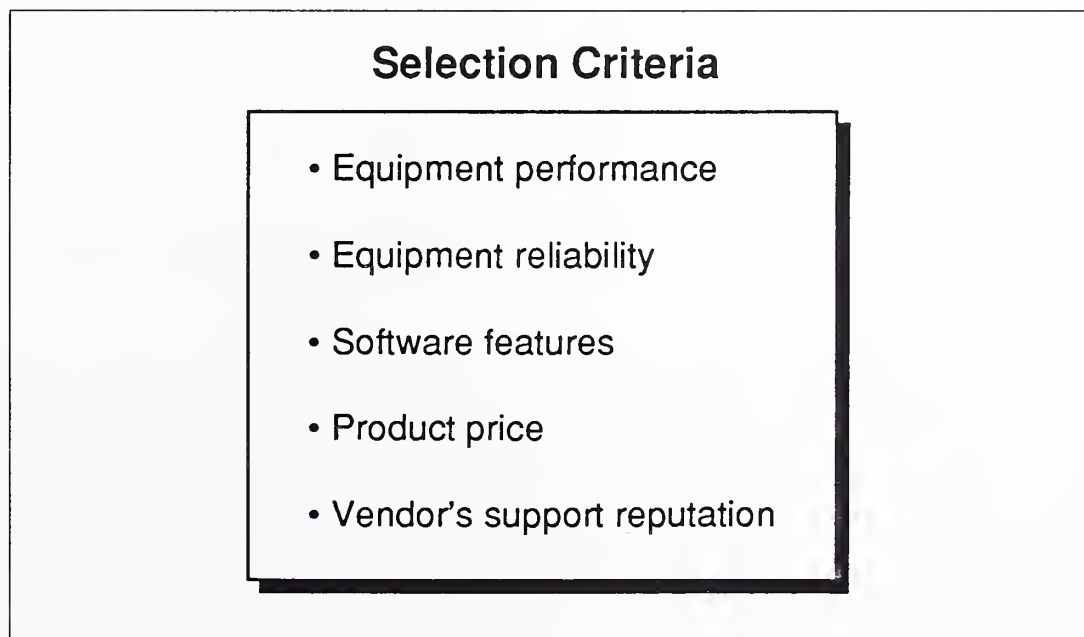 Selection Criteria
• Equipment performance
• Equipment reliability
• Software features
• Product price
• Vendor's support reputation